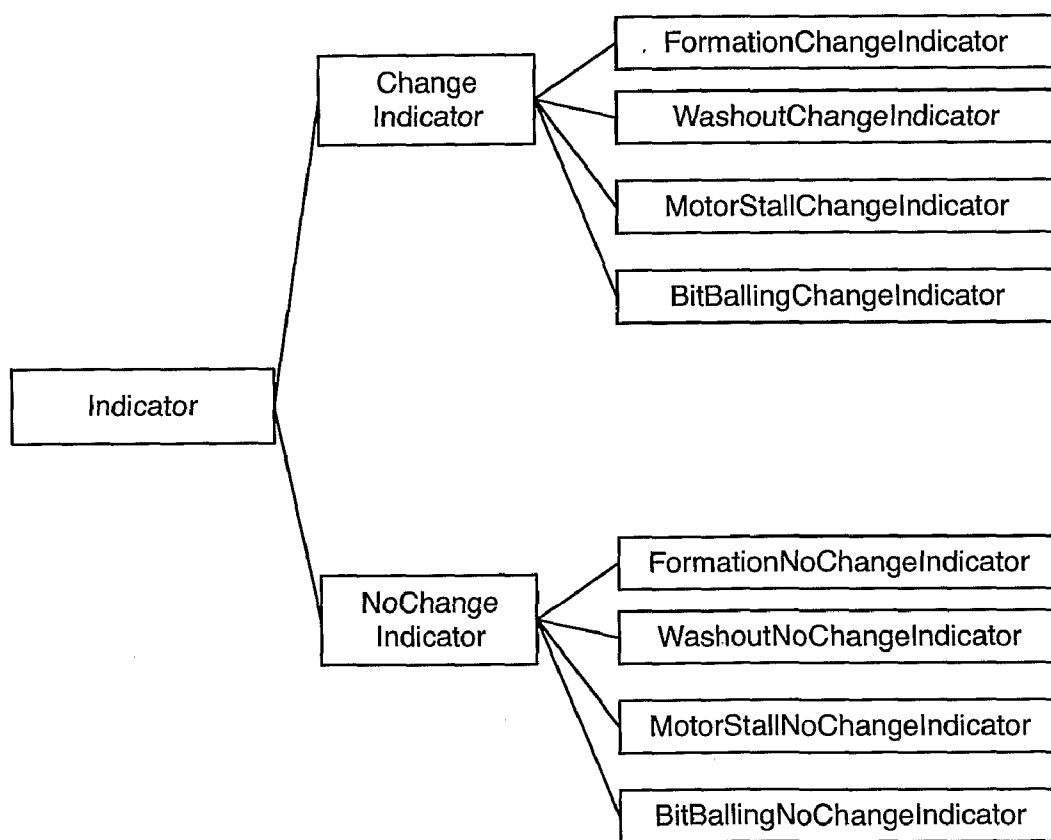 Change
Indicator
FormationChangeIndicator
WashoutChangeIndicator
MotorStallChangeIndicator
BitBallingChangeIndicator
Indicator
NoChange
Indicator
FormationNoChangeIndicator
WashoutNoChangeIndicator
MotorStallNoChangeIndicator
BitBallingNoChangeIndicator